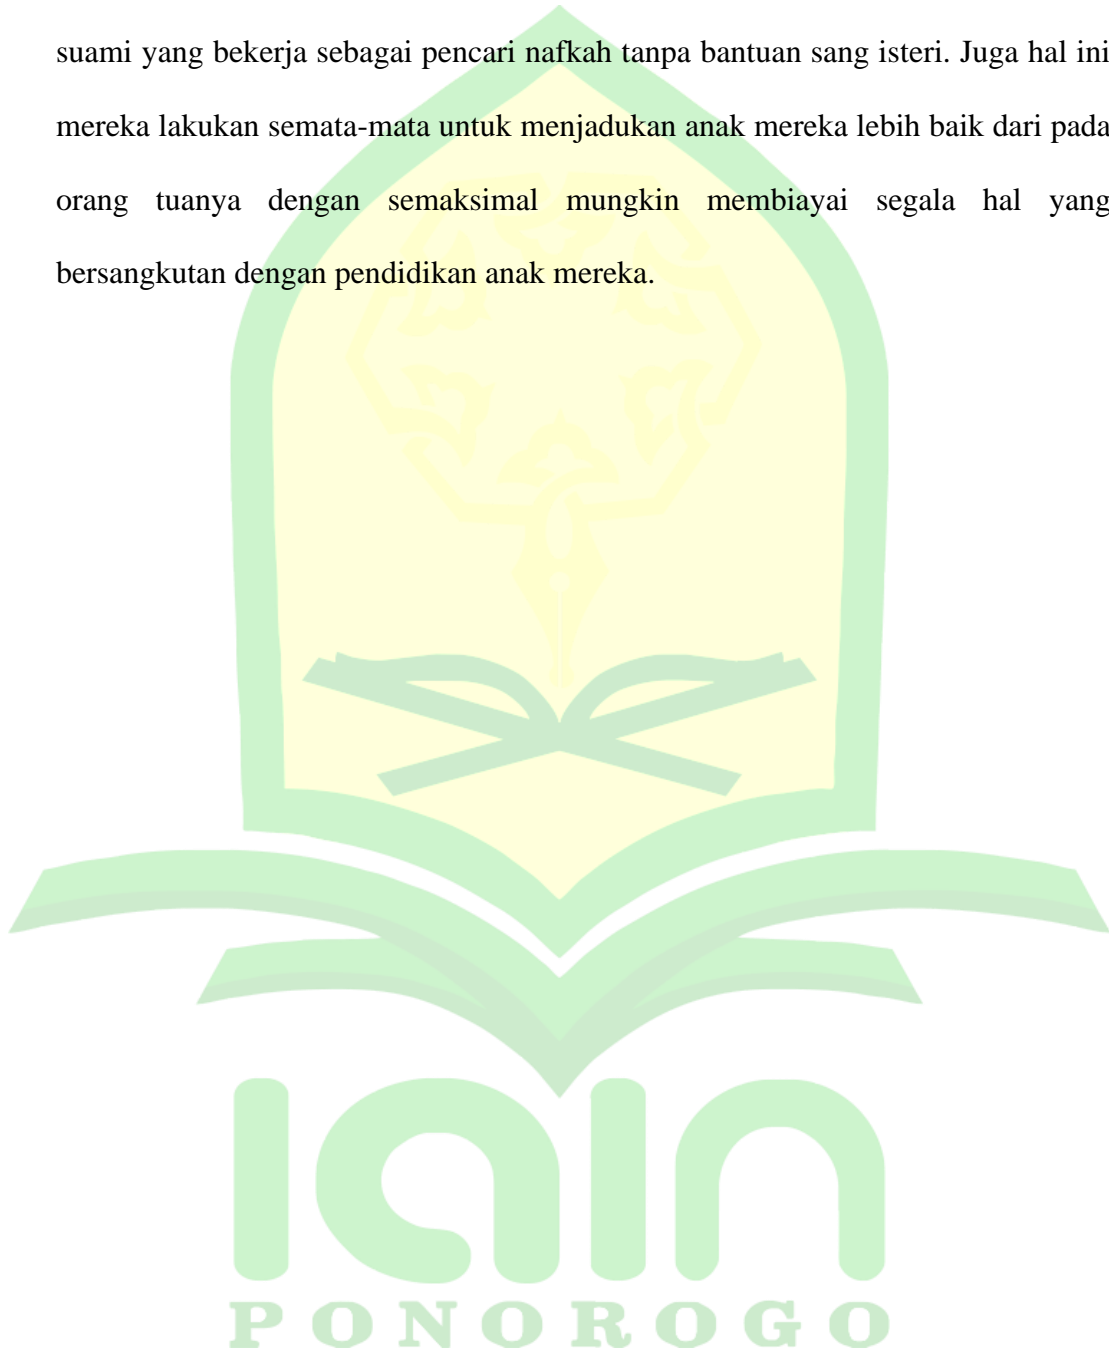 suami yang bekerja sebagai pencari nafkah tanpa bantuan sang isteri. Juga hal ini
mereka lakukan semata-mata untuk menjadukan anak mereka lebih baik dari pada
orang tuanya dengan semaksimal mungkin membiayai segala hal yang
bersangkutan dengan pendidikan anak mereka.
iain
PONOROGO